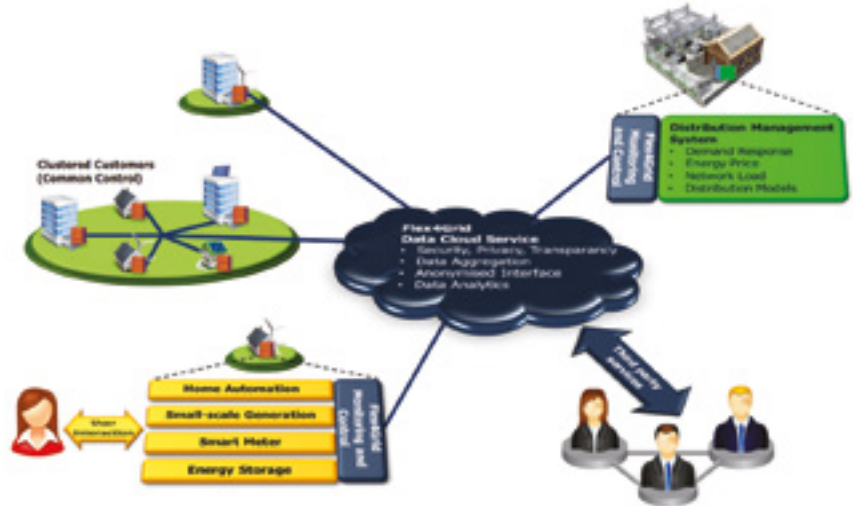 Clustered Customers
(Common Control)
Flex4Grid
Monitoring
and Control
Distribution Management
System
• Demand Response
• Energy Price
• Network Load
• Distribution Models
Flex4Grid
Data Cloud Service
• Security, Privacy, Transparency
• Data Aggregation
• Anonymised Interface
• Data Analytics
Third party
services
User
interaction
Home Automation
Small-scale Generation
Smart Meter
Energy Storage
Flex4Grid
Monitoring and
Control